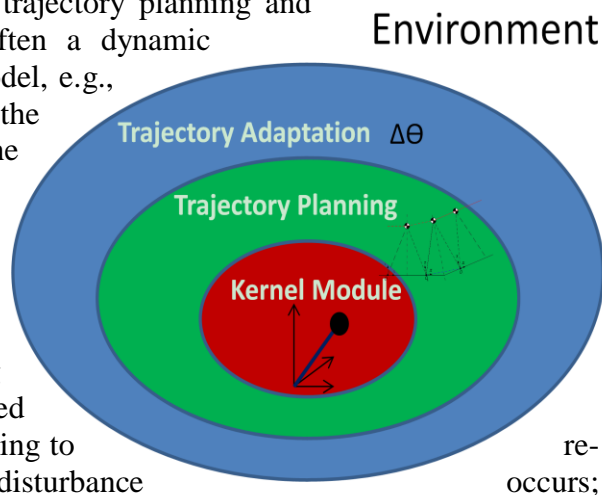 trajectory planning and
ften a dynamic
Environment
del, e.g.,
the
Trajectory Adaptation ΔΘ
ne
Trajectory Planning
Kernel Module
ed
ing to re-
disturbance occurs;